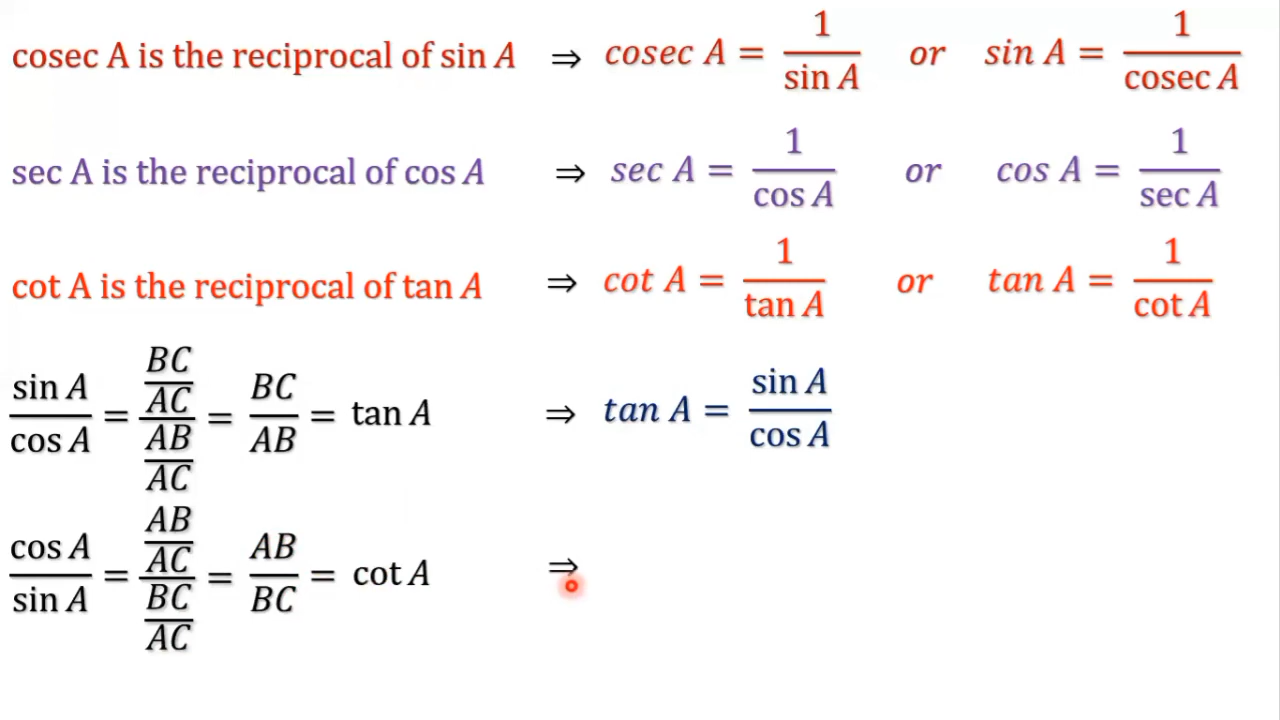 cosec A is the reciprocal of sin A ⇒ cosec A = 1/sin A or sin A = 1/cosec A
sec A is the reciprocal of cos A ⇒ sec A = 1/cos A or cos A = 1/sec A
cot A is the reciprocal of tan A ⇒ cot A = 1/tan A or tan A = 1/cot A
sin A/cos A = (BC/AC)/(AB/AC) = BC/AB = tan A ⇒ tan A = sin A/cos A
cos A/sin A = (AB/AC)/(BC/AC) = AB/BC = cot A ⇒